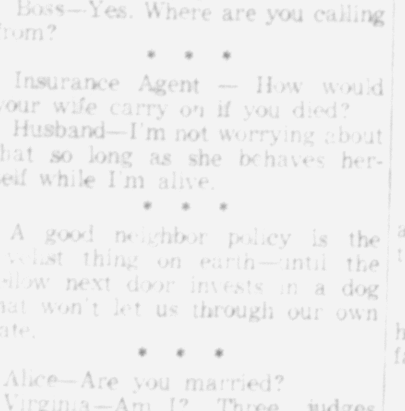 Boss—Yes. Where are you calling
from?
* * *
Insurance Agent — How would
your wife carry on if you died?
Husband—I'm not worrying about
that so long as she behaves her-
self while I'm alive.
* * *
A good neighbor policy is the
thing on earth—until the
fellow next door invests in a dog
that won't let us through our own
gate.
* * *
Alice—Are you married?
Virginia—Am I? Three judges